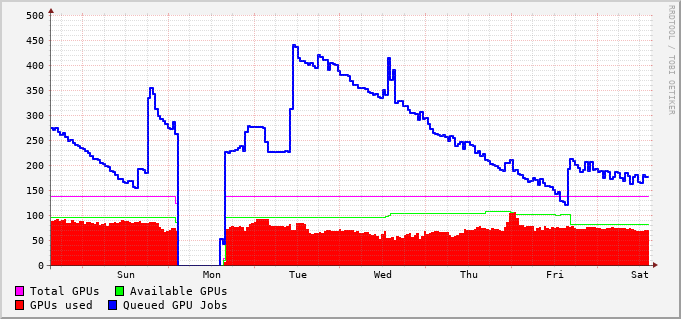 500
450
400
350
300
250
200
150
100
50
0
Sun Mon Tue Wed Thu Fri Sat
Total GPUs Available GPUs
GPUs used Queued GPU Jobs
RRDTOOL / TOBI OETIKER